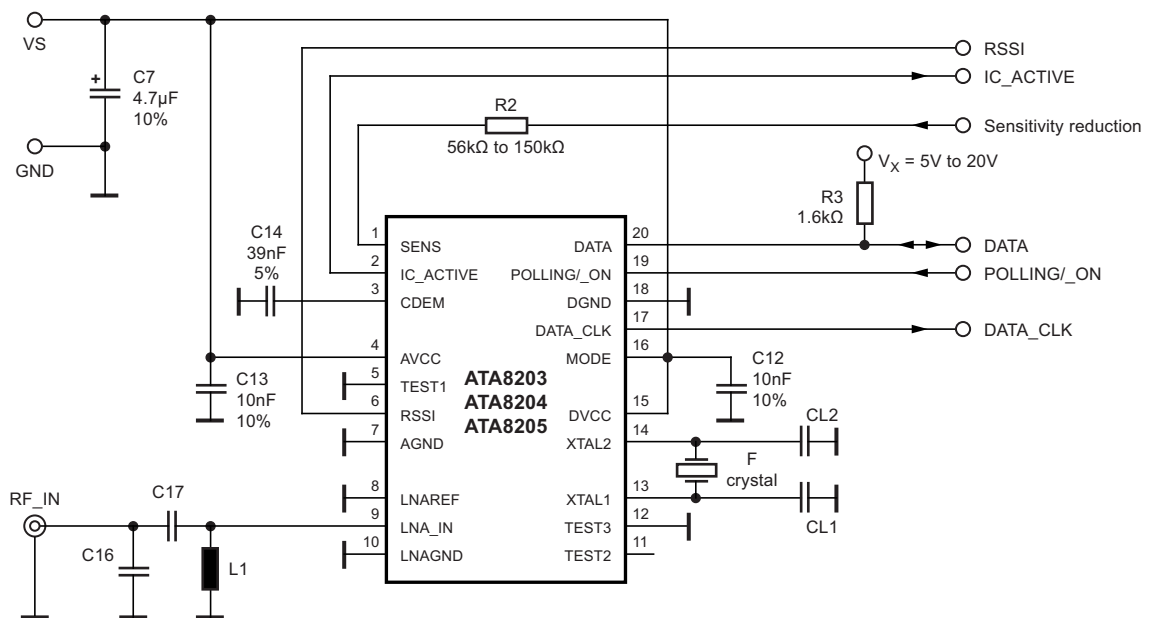 VS
C7
4.7µF
10%
GND
RSSI
IC_ACTIVE
R2
56kΩ to 150kΩ
Sensitivity reduction
VX = 5V to 20V
R3
1.6kΩ
C14
39nF
5%
1
SENS
2
IC_ACTIVE
3
CDEM
4
AVCC
5
TEST1
6
RSSI
7
AGND
8
LNAREF
9
LNA_IN
10
LNAGND
ATA8203
ATA8204
ATA8205
DATA
20
POLLING/_ON
19
DGND
18
DATA_CLK
17
MODE
16
DVCC
15
XTAL2
14
XTAL1
13
TEST3
12
TEST2
11
DATA
POLLING/_ON
DATA_CLK
C13
10nF
10%
C12
10nF
10%
CL2
F
crystal
CL1
RF_IN
C17
C16
L1